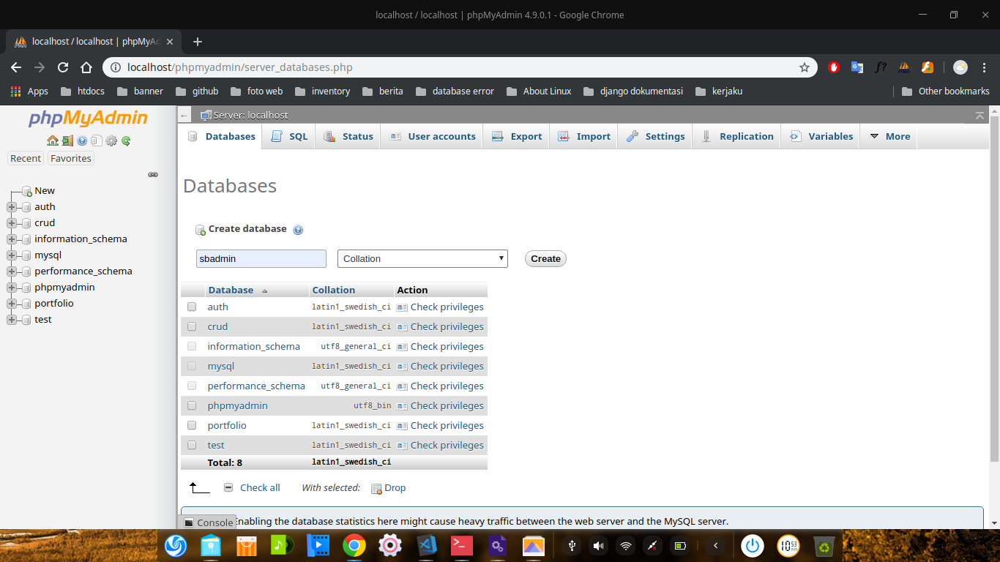 localhost / localhost | phpMyAdmin 4.9.0.1 - Google Chrome
localhost / localhost | phpMyAd
localhost/phpmyadmin/server_databases.php
Apps htdocs banner github foto web inventory berita database error About Linux django dokumentasi kerjaku Other bookmarks
phpMyAdmin
Recent Favorites
New
auth
crud
information_schema
mysql
performance_schema
phpmyadmin
portfolio
test
Server: localhost
Databases SQL Status User accounts Export Import Settings Replication Variables More
Databases
Create database
sbadmin Collation Create
Database Collation Action
auth latin1_swedish_ci Check privileges
crud latin1_swedish_ci Check privileges
information_schema utf8_general_ci Check privileges
mysql latin1_swedish_ci Check privileges
performance_schema utf8_general_ci Check privileges
phpmyadmin utf8_bin Check privileges
portfolio latin1_swedish_ci Check privileges
test latin1_swedish_ci Check privileges
Total: 8 latin1_swedish_ci
Check all With selected: Drop
Enabling the database statistics here might cause heavy traffic between the web server and the MySQL server.
Console
10:53